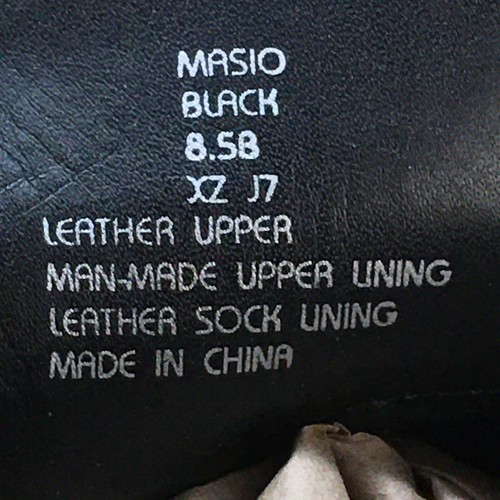 MASIO
BLACK
8.5B
XZ J7
LEATHER UPPER
MAN-MADE UPPER LINING
LEATHER SOCK LINING
MADE IN CHINA